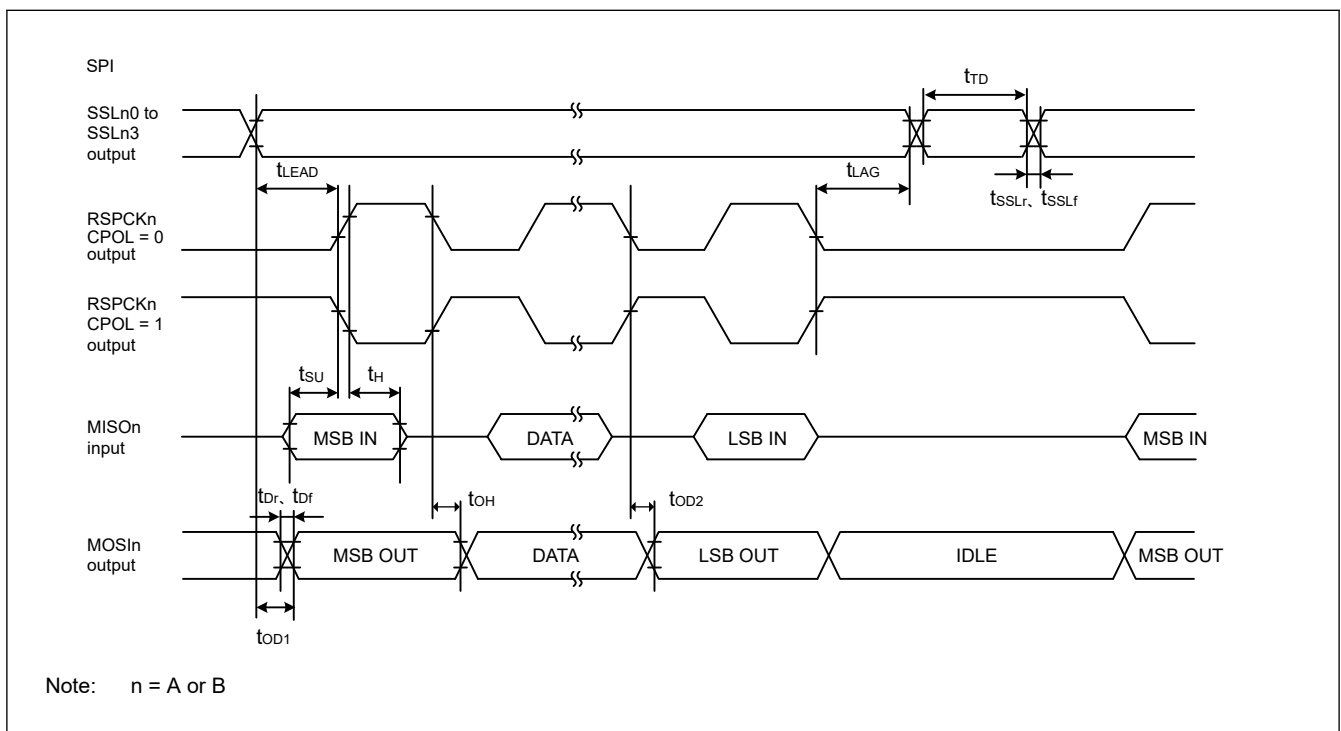 SPI
SSLn0 to
SSLn3
output
tTD
tLEAD
tLAG
tSSLr、tSSLf
RSPCKn
CPOL = 0
output
RSPCKn
CPOL = 1
output
tSU
tH
MISOn
input
MSB IN
DATA
LSB IN
MSB IN
tDr、tDf
tOH
tOD2
MOSIn
output
MSB OUT
DATA
LSB OUT
IDLE
MSB OUT
tOD1
Note: n = A or B